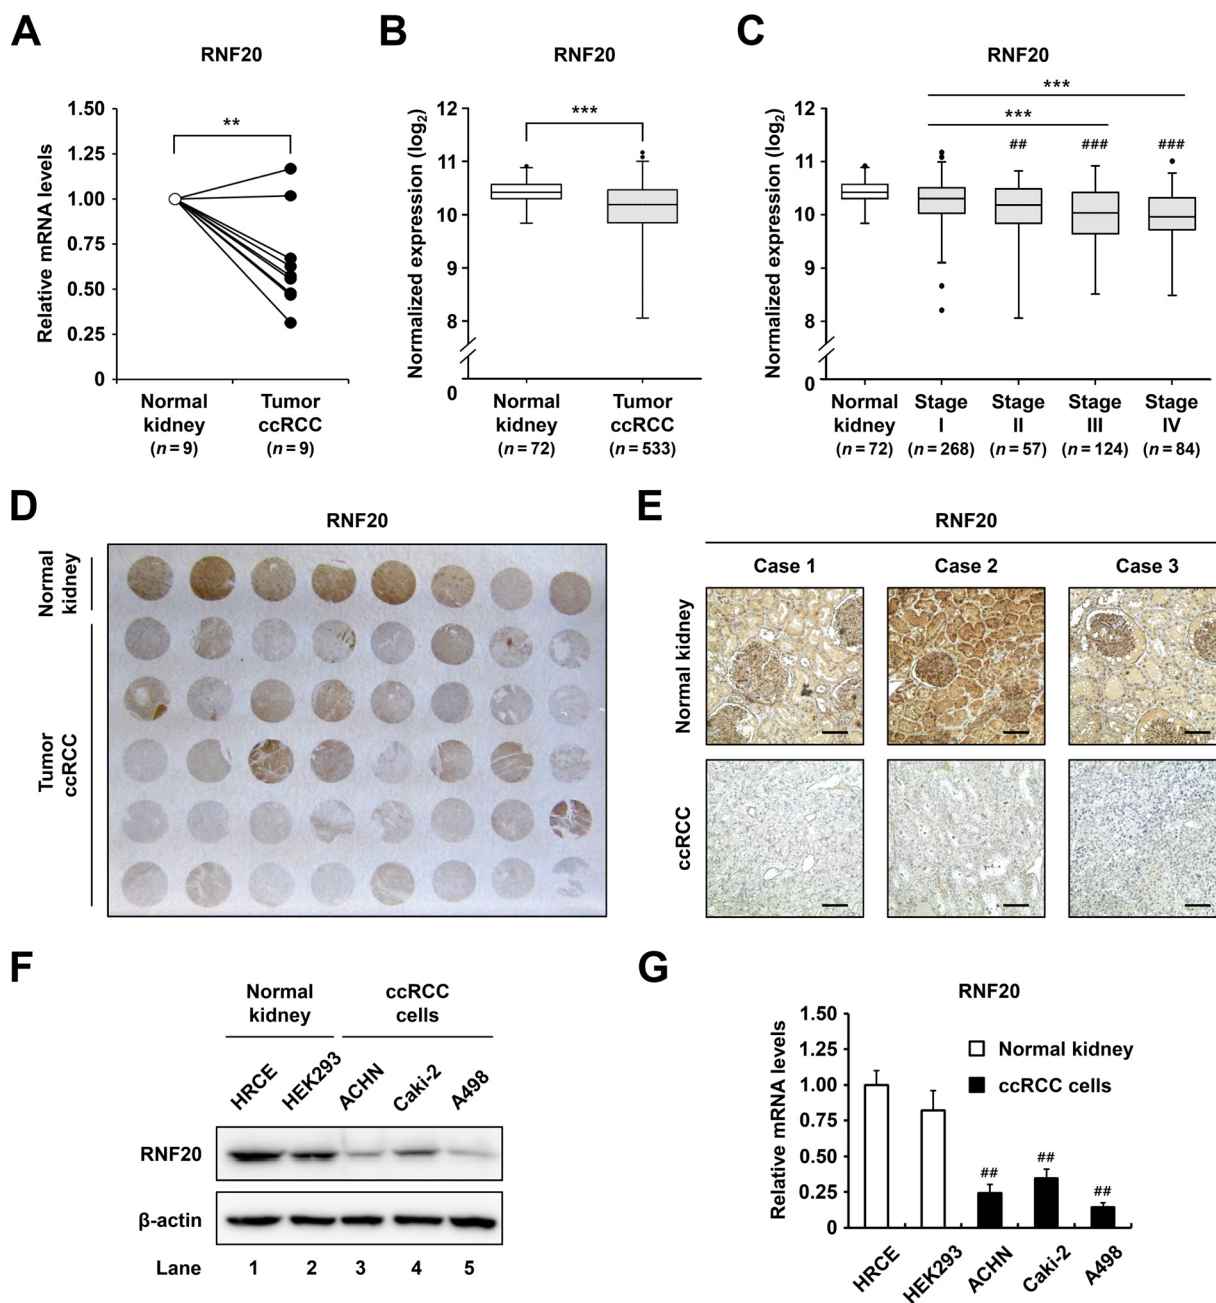 A
RNF20
Relative mRNA levels
1.50
1.25
1.00
0.75
0.50
0.25
0
**
Normal kidney
(n = 9)
Tumor ccRCC
(n = 9)
B
RNF20
Normalized expression (log2)
12
11
10
9
8
0
***
Normal kidney
(n = 72)
Tumor ccRCC
(n = 533)
C
RNF20
Normalized expression (log2)
12
11
10
9
8
0
***
***
## ### ###
Normal kidney
(n = 72)
Stage I
(n = 268)
Stage II
(n = 57)
Stage III
(n = 124)
Stage IV
(n = 84)
D
RNF20
Normal kidney
Tumor ccRCC
E
RNF20
Case 1 Case 2 Case 3
Normal kidney
ccRCC
F
Normal kidney
ccRCC cells
HRCE HEK293 ACHN Caki-2 A498
RNF20
β-actin
Lane 1 2 3 4 5
G
RNF20
Relative mRNA levels
1.50
1.25
1.00
0.75
0.50
0.25
0
Normal kidney
ccRCC cells
## ## ##
HRCE HEK293 ACHN Caki-2 A498